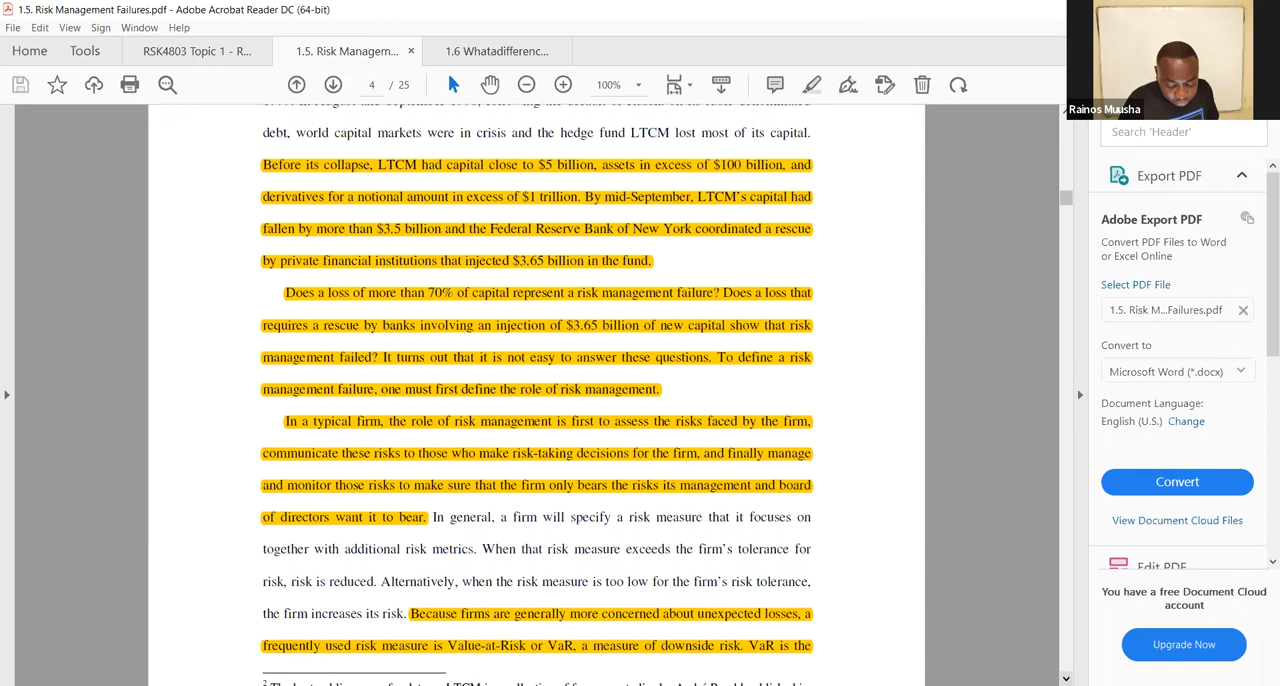 1.5. Risk Management Failures.pdf - Adobe Acrobat Reader DC (64-bit)
File Edit View Sign Window Help
Home Tools RSK4803 Topic 1 - R... 1.5. Risk Managem... × 1.6 Whatadifferenc...
4 / 25 100%
Rainos Muusha
debt, world capital markets were in crisis and the hedge fund LTCM lost most of its capital.
Before its collapse, LTCM had capital close to $5 billion, assets in excess of $100 billion, and
derivatives for a notional amount in excess of $1 trillion. By mid-September, LTCM’s capital had
fallen by more than $3.5 billion and the Federal Reserve Bank of New York coordinated a rescue
by private financial institutions that injected $3.65 billion in the fund.
Does a loss of more than 70% of capital represent a risk management failure? Does a loss that
requires a rescue by banks involving an injection of $3.65 billion of new capital show that risk
management failed? It turns out that it is not easy to answer these questions. To define a risk
management failure, one must first define the role of risk management.
In a typical firm, the role of risk management is first to assess the risks faced by the firm,
communicate these risks to those who make risk-taking decisions for the firm, and finally manage
and monitor those risks to make sure that the firm only bears the risks its management and board
of directors want it to bear. In general, a firm will specify a risk measure that it focuses on
together with additional risk metrics. When that risk measure exceeds the firm’s tolerance for
risk, risk is reduced. Alternatively, when the risk measure is too low for the firm’s risk tolerance,
the firm increases its risk. Because firms are generally more concerned about unexpected losses, a
frequently used risk measure is Value-at-Risk or VaR, a measure of downside risk. VaR is the
Search 'Header'
Export PDF
Adobe Export PDF
Convert PDF Files to Word
or Excel Online
Select PDF File
1.5. Risk M...Failures.pdf
Convert to
Microsoft Word (*.docx)
Document Language:
English (U.S.) Change
Convert
View Document Cloud Files
Edit PDF
You have a free Document Cloud
account
Upgrade Now